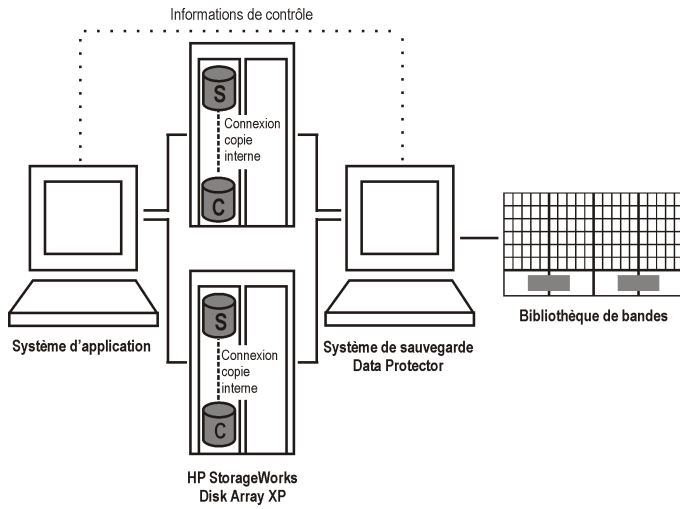 Informations de contrôle
S
Connexion
copie
interne
C
S
Connexion
copie
interne
C
Système d'application
Système de sauvegarde
Data Protector
Bibliothèque de bandes
HP StorageWorks
Disk Array XP